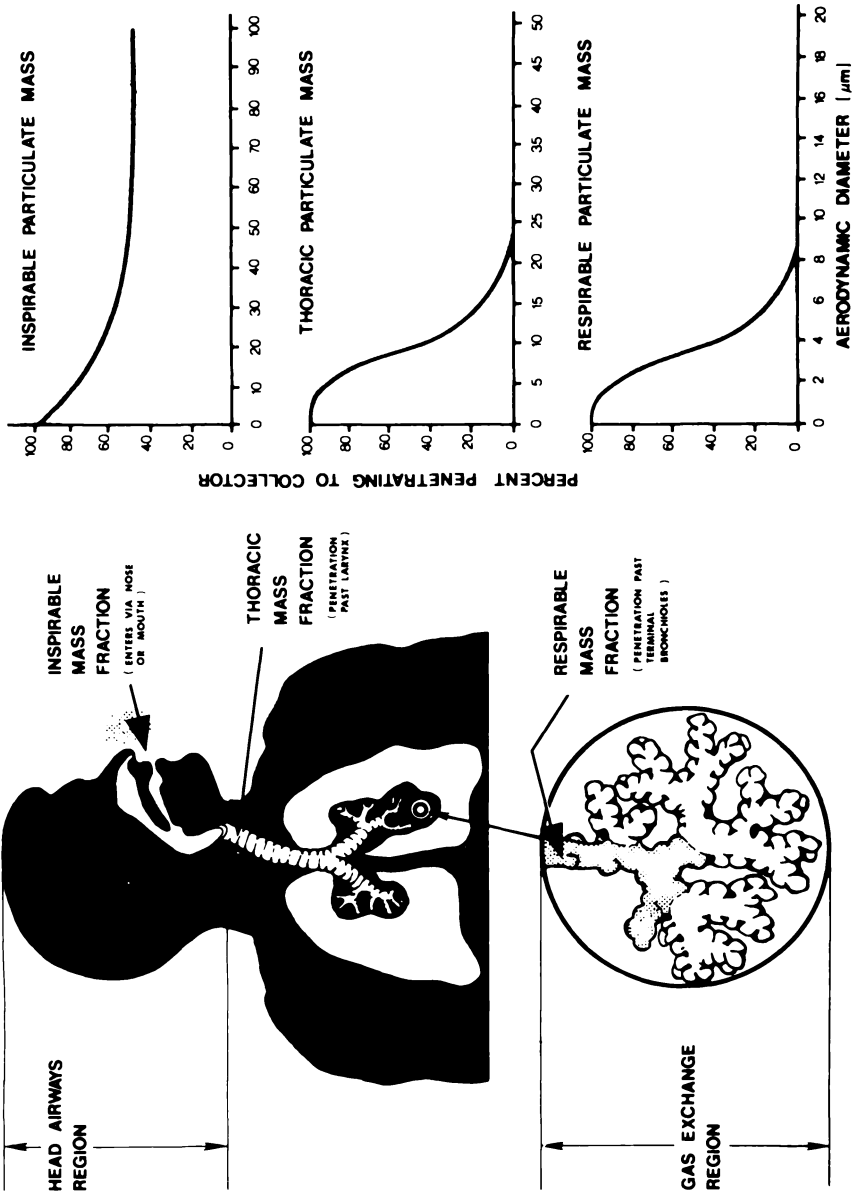 HEAD AIRWAYS
REGION
GAS EXCHANGE
REGION
INSPIRABLE
MASS
FRACTION
( ENTERS VIA NOSE
OR MOUTH )
THORACIC
MASS
FRACTION
( PENETRATION
PAST LARYNX )
RESPIRABLE
MASS
FRACTION
( PENETRATION PAST
TERMINAL
BRONCHIOLES )
PERCENT PENETRATING TO COLLECTOR
INSPIRABLE PARTICULATE MASS
100
80
60
40
20
0
0 10 20 30 40 50 60 70 80 90 100
THORACIC PARTICULATE MASS
100
80
60
40
20
0
0 5 10 15 20 25 30 35 40 45 50
RESPIRABLE PARTICULATE MASS
100
80
60
40
20
0
0 2 4 6 8 10 12 14 16 18 20
AERODYNAMIC DIAMETER [μm]